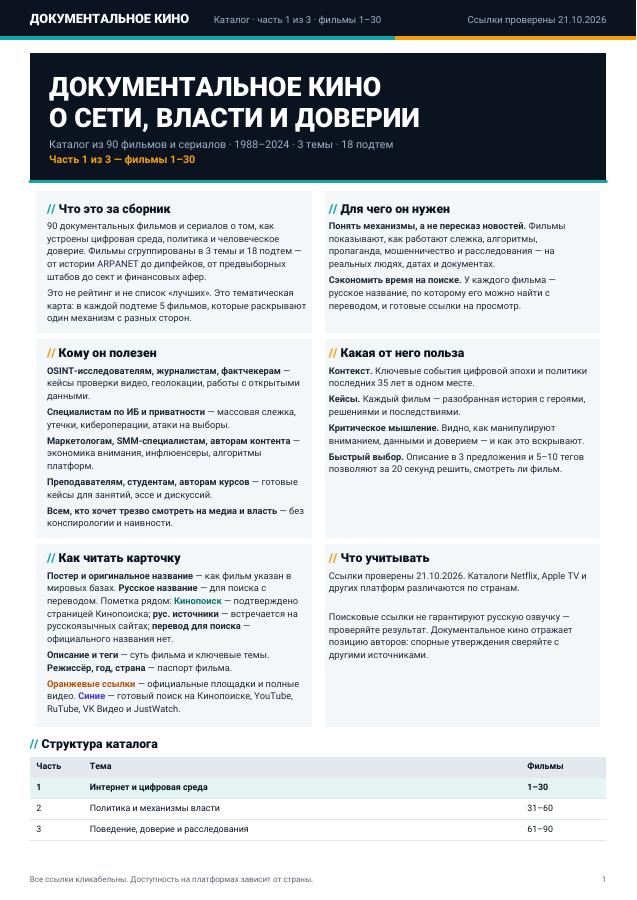 ДОКУМЕНТАЛЬНОЕ КИНО
Каталог · часть 1 из 3 · фильмы 1–30
Ссылки проверены 21.10.2026
ДОКУМЕНТАЛЬНОЕ КИНО
О СЕТИ, ВЛАСТИ И ДОВЕРИИ
Каталог из 90 фильмов и сериалов · 1988–2024 · 3 темы · 18 подтем
Часть 1 из 3 — фильмы 1–30
// Что это за сборник
90 документальных фильмов и сериалов о том, как
устроены цифровая среда, политика и человеческое
доверие. Фильмы сгруппированы в 3 темы и 18 подтем —
от истории ARPANET до дипфейков, от предвыборных
штабов до сект и финансовых афер.
Это не рейтинг и не список «лучших». Это тематическая
карта: в каждой подтеме 5 фильмов, которые раскрывают
один механизм с разных сторон.
// Для чего он нужен
Понять механизмы, а не пересказ новостей. Фильмы
показывают, как работают слежка, алгоритмы,
пропаганда, мошенничество и расследования — на
реальных людях, датах и документах.
Сэкономить время на поиске. У каждого фильма —
русское название, по которому его можно найти с
переводом, и готовые ссылки на просмотр.
// Кому он полезен
OSINT-исследователям, журналистам, фактчекерам —
кейсы проверки видео, геолокации, работы с открытыми
данными.
Специалистам по ИБ и приватности — массовая слежка,
утечки, кибероперации, атаки на выборы.
Маркетологам, SMM-специалистам, авторам контента —
экономика внимания, инфлюенсеры, алгоритмы
платформ.
Преподавателям, студентам, авторам курсов — готовые
кейсы для занятий, эссе и дискуссий.
Всем, кто хочет трезво смотреть на медиа и власть — без
конспирологии и наивности.
// Какая от него польза
Контекст. Ключевые события цифровой эпохи и политики
последних 35 лет в одном месте.
Кейсы. Каждый фильм — разобранная история с героями,
решениями и последствиями.
Критическое мышление. Видно, как манипулируют
вниманием, данными и доверием — и как это вскрывают.
Быстрый выбор. Описание в 3 предложения и 5–10 тегов
позволяют за 20 секунд решить, смотреть ли фильм.
// Как читать карточку
Постер и оригинальное название — как фильм указан в
мировых базах. Русское название — для поиска с
переводом. Пометка рядом: Кинопоиск — подтверждено
страницей Кинопоиска; рус. источники — встречается на
русскоязычных сайтах; перевод для поиска —
официального названия нет.
Описание и теги — суть фильма и ключевые темы.
Режиссёр, год, страна — паспорт фильма.
Оранжевые ссылки — официальные площадки и полные
видео. Синие — готовый поиск на Кинопоиске, YouTube,
RuTube, VK Видео и JustWatch.
// Что учитывать
Ссылки проверены 21.10.2026. Каталоги Netflix, Apple TV и
других платформ различаются по странам.
Поисковые ссылки не гарантируют русскую озвучку —
проверяйте результат. Документальное кино отражает
позицию авторов: спорные утверждения сверяйте с
другими источниками.
// Структура каталога
Часть Тема Фильмы
1 Интернет и цифровая среда 1–30
2 Политика и механизмы власти 31–60
3 Поведение, доверие и расследования 61–90
Все ссылки кликабельны. Доступность на платформах зависит от страны.
1